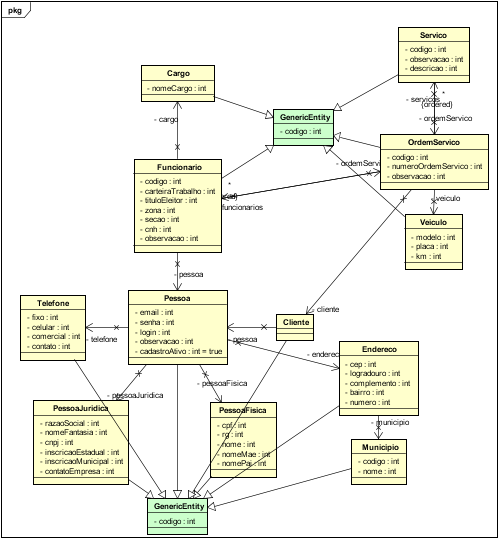 pkg
Servico
- codigo : int
- observacao : int
- descricao : int
Cargo
- nomeCargo : int
- servicos
*
{ordered}
- cargo
GenericEntity
- codigo : int
- ordemServico
OrdemServico
- codigo : int
- numeroOrdemServico : int
- observacao : int
Funcionario
- codigo : int
- carteiraTrabalho : int
- tituloEleitor : int
- zona : int
- secao : int
- cnh : int
- observacao : int
- ordemServi
*
funcionarios
veiculo
Veiculo
- modelo : int
- placa : int
- km : int
- pessoa
Telefone
- fixo : int
- celular : int
- comercial : int
- contato : int
Pessoa
- email : int
- senha : int
- login : int
- observacao : int
- cadastroAtivo : int = true
- telefone
- pessoa
Cliente
- cliente
- enderec
Endereco
- cep : int
- logradouro : int
- complemento : int
- bairro : int
- numero : int
- pessoaJuridica
- pessoaFisica
PessoaJuridica
- razaoSocial : int
- nomeFantasia : int
- cnpj : int
- inscricaoEstadual : int
- inscricaoMunicipal : int
- contatoEmpresa : int
PessoaFisica
- cpf : int
- rg : int
- nome : int
- nomeMae : int
- nomePai : int
- municipio
Municipio
- codigo : int
- nome : int
GenericEntity
- codigo : int